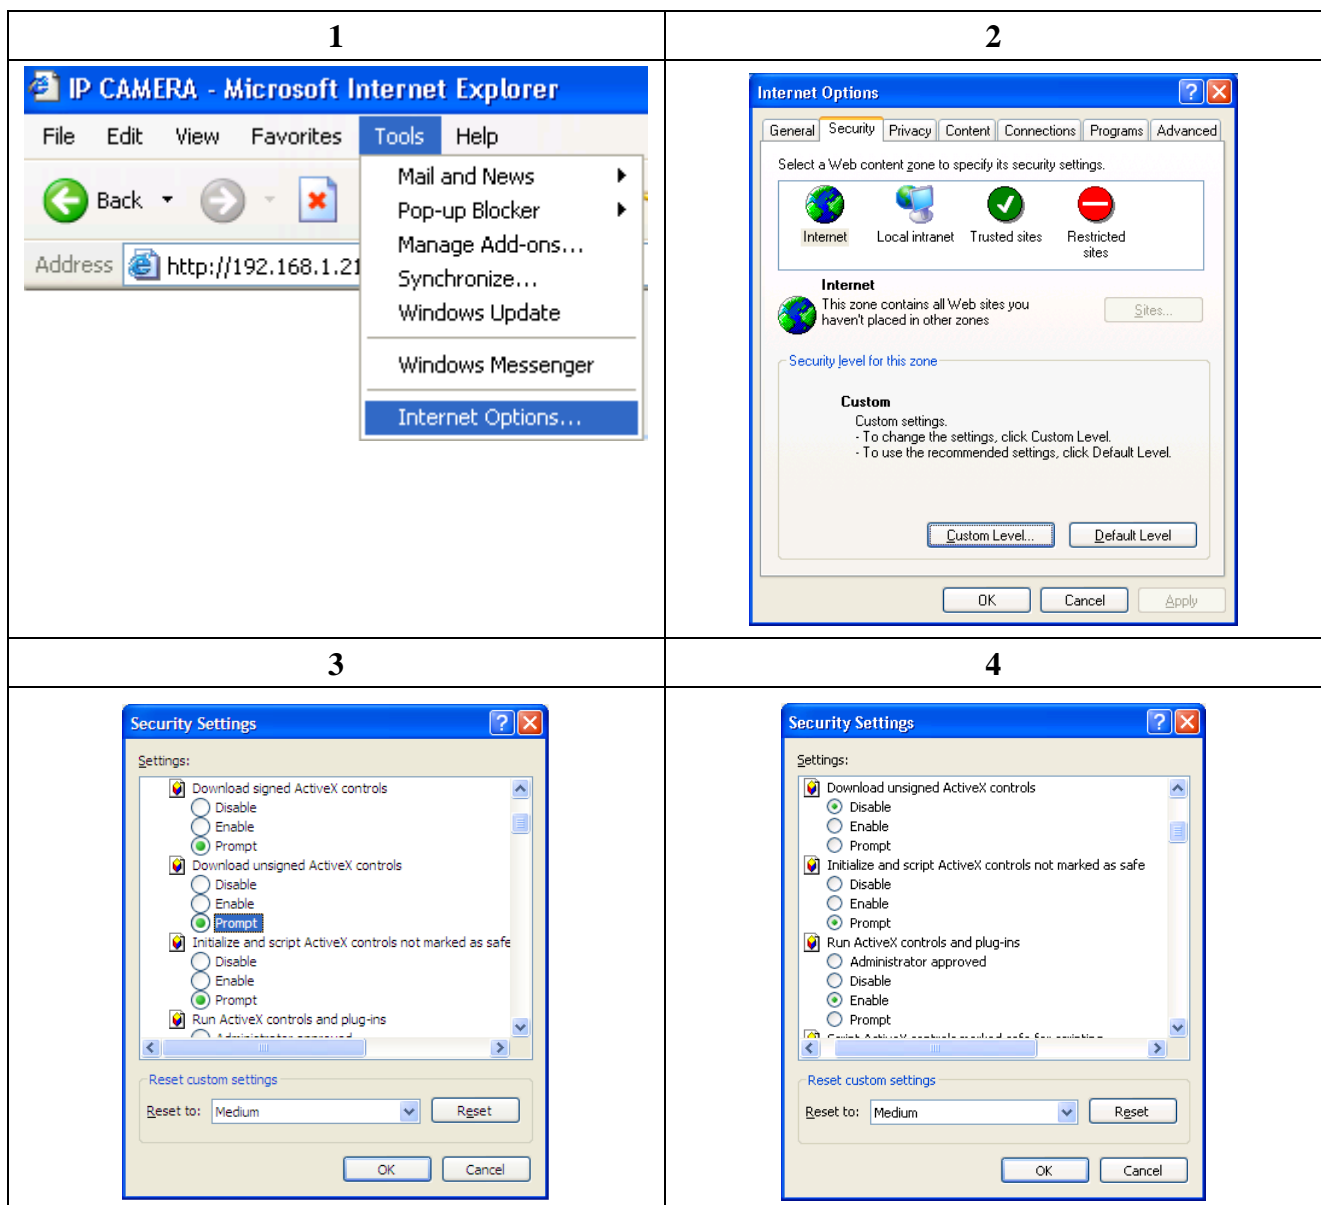 1
IP CAMERA - Microsoft Internet Explorer
File Edit View Favorites Tools Help
Back
Address http://192.168.1.21
Mail and News
Pop-up Blocker
Manage Add-ons...
Synchronize...
Windows Update
Windows Messenger
Internet Options...
2
Internet Options
General Security Privacy Content Connections Programs Advanced
Select a Web content zone to specify its security settings.
Internet Local intranet Trusted sites Restricted
sites
Internet
This zone contains all Web sites you
haven't placed in other zones
Sites...
Security level for this zone
Custom
Custom settings.
- To change the settings, click Custom Level.
- To use the recommended settings, click Default Level.
Custom Level... Default Level
OK Cancel Apply
3
Security Settings
Settings:
Download signed ActiveX controls
Disable
Enable
Prompt
Download unsigned ActiveX controls
Disable
Enable
Prompt
Initialize and script ActiveX controls not marked as safe
Disable
Enable
Prompt
Run ActiveX controls and plug-ins
Administrator approved
Reset custom settings
Reset to: Medium Reset
OK Cancel
4
Security Settings
Settings:
Download unsigned ActiveX controls
Disable
Enable
Prompt
Initialize and script ActiveX controls not marked as safe
Disable
Enable
Prompt
Run ActiveX controls and plug-ins
Administrator approved
Disable
Enable
Prompt
Script ActiveX controls marked safe for scripting
Reset custom settings
Reset to: Medium Reset
OK Cancel